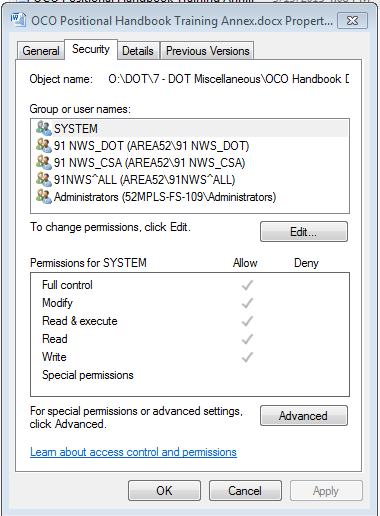 OCO Positional Handbook Training Annex.docx Propert...
General Security Details Previous Versions
Object name: O:\DOT\7 - DOT Miscellaneous\OCO Handbook D
Group or user names:
SYSTEM
91 NWS_DOT (AREA52\91 NWS_DOT)
91 NWS_CSA (AREA52\91 NWS_CSA)
91NWS^ALL (AREA52\91NWS^ALL)
Administrators (52MPLS-FS-109\Administrators)
To change permissions, click Edit.
Edit...
Permissions for SYSTEM Allow Deny
Full control
Modify
Read & execute
Read
Write
Special permissions
For special permissions or advanced settings,
click Advanced.
Advanced
Learn about access control and permissions
OK Cancel Apply